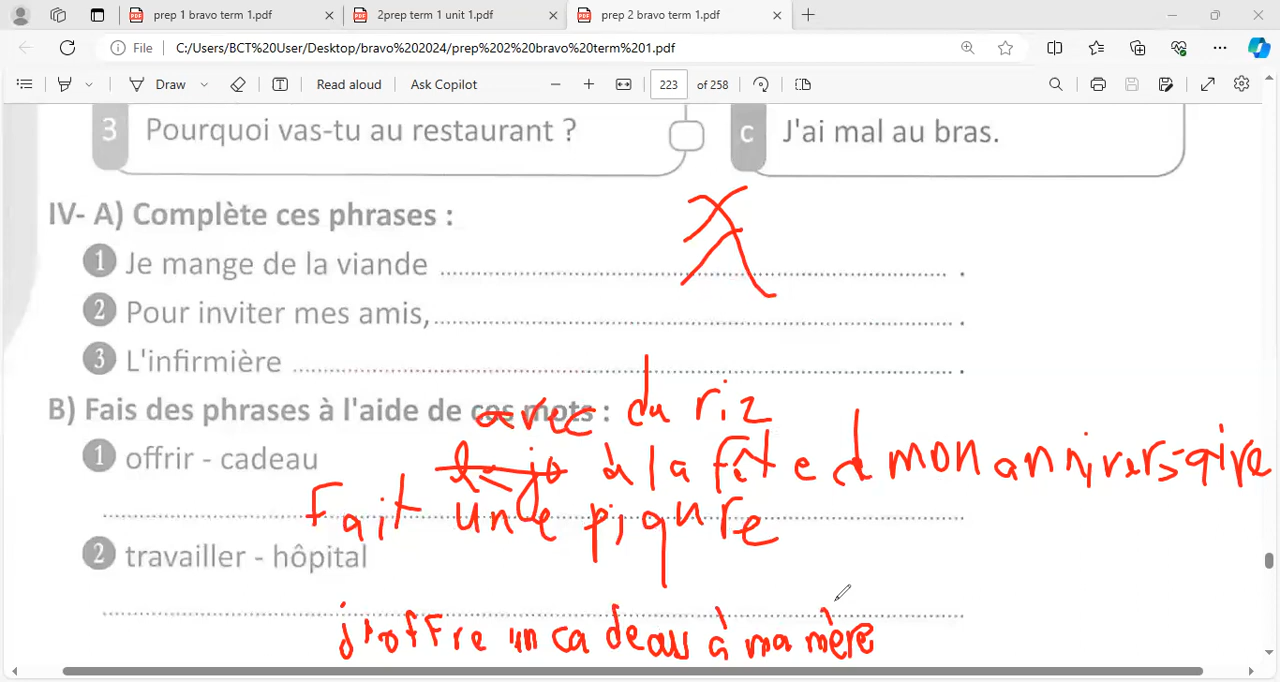 prep 1 bravo term 1.pdf 2prep term 1 unit 1.pdf prep 2 bravo term 1.pdf
File C:/Users/BCT%20User/Desktop/bravo%202024/prep%202%20bravo%20term%201.pdf
Draw Read aloud Ask Copilot 223 of 258
3 Pourquoi vas-tu au restaurant ? c J'ai mal au bras.
IV- A) Complète ces phrases :
1 Je mange de la viande .
2 Pour inviter mes amis, .
3 L'infirmière .
B) Fais des phrases à l'aide de ces mots :
avec du riz
1 offrir - cadeau
à la fête d mon annivers-aire
Fait une piqure
2 travailler - hôpital
j'offre un cadeau à ma mère